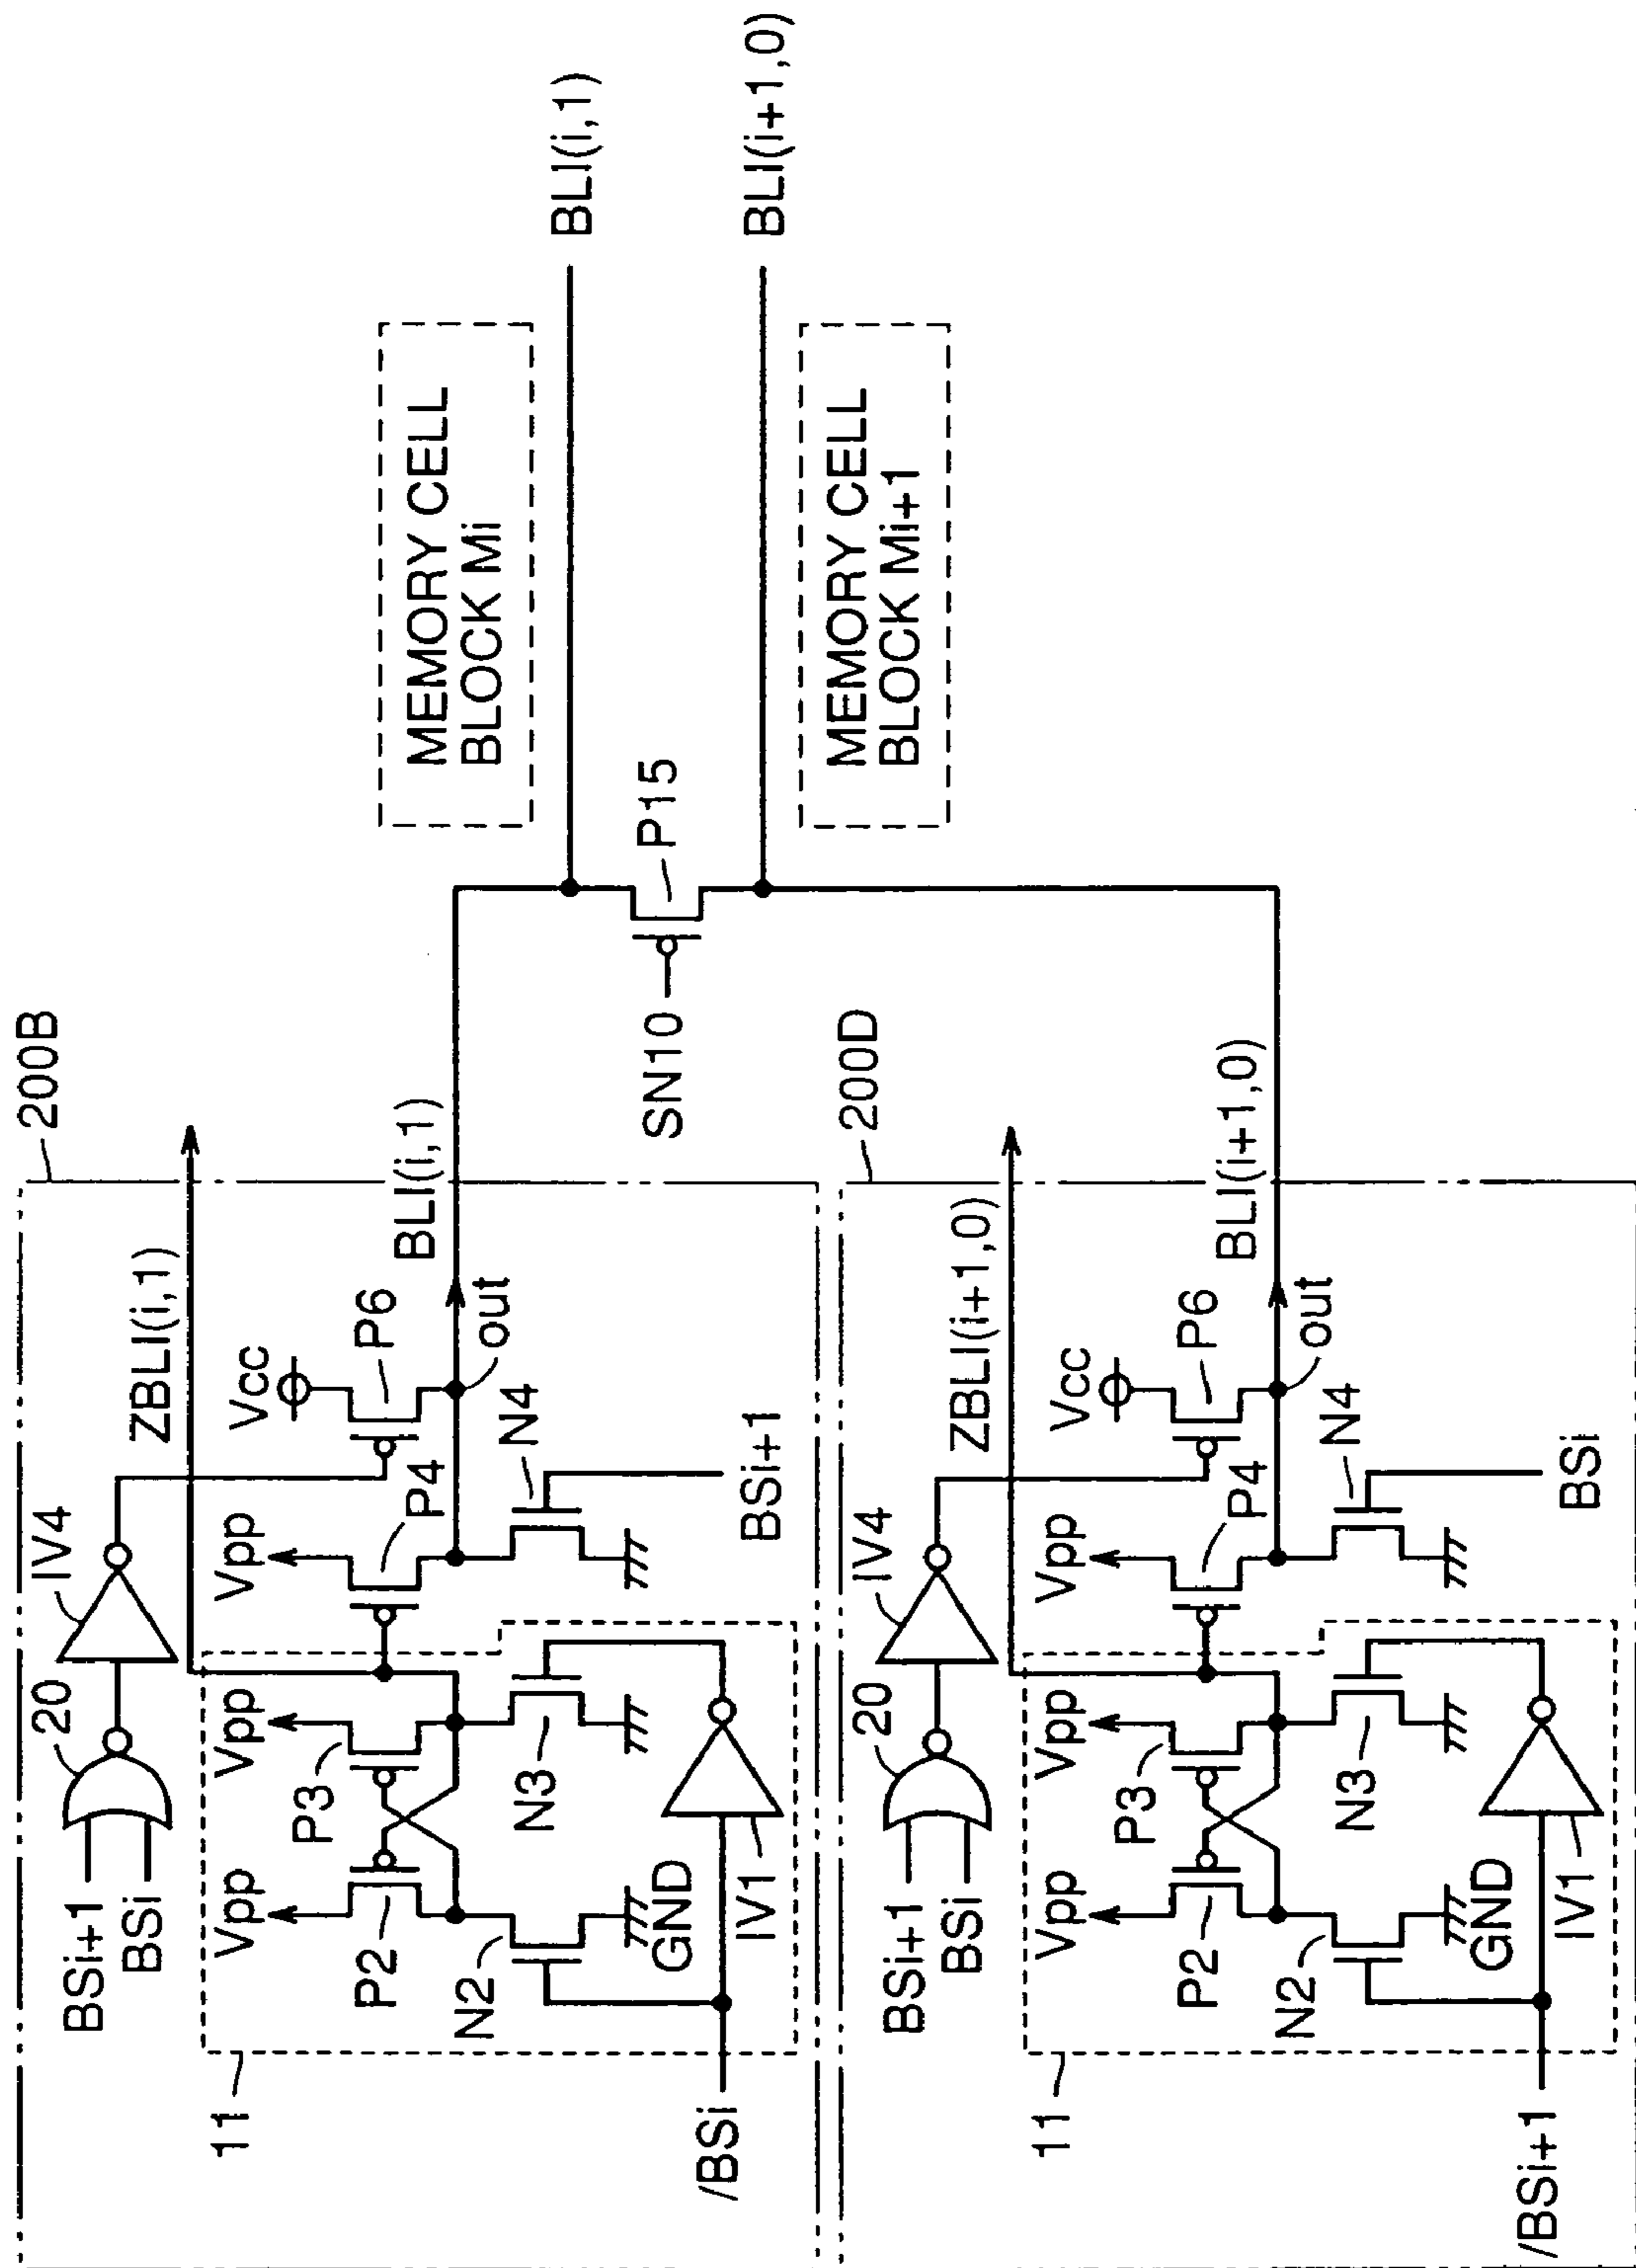 200B
BSi+1
BSi
20
IV4
ZBLI(i,1)
Vpp
P2
Vpp
P3
Vpp
P4
Vcc
P6
BLI(i,1)
out
N2
GND
N3
N4
BSi+1
IV1
11
/BSi
MEMORY CELL
BLOCK Mi
BLI(i,1)
SN10
P15
BLI(i+1,0)
MEMORY CELL
BLOCK Mi+1
200D
BSi+1
BSi
20
IV4
ZBLI(i+1,0)
Vpp
P2
Vpp
P3
Vpp
P4
Vcc
P6
BLI(i+1,0)
out
N2
GND
N3
N4
BSi
IV1
11
/BSi+1